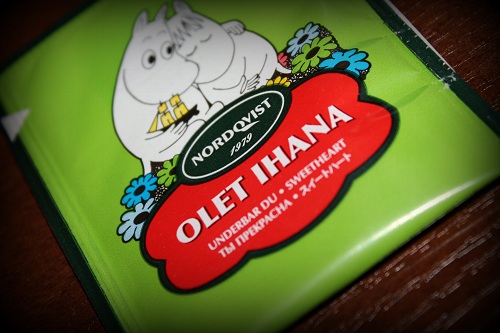 NORDQVIST
1979
OLET IHANA
UNDERBAR DU • SWEETHEART
ТЫ ПРЕКРАСНА • スイートハート